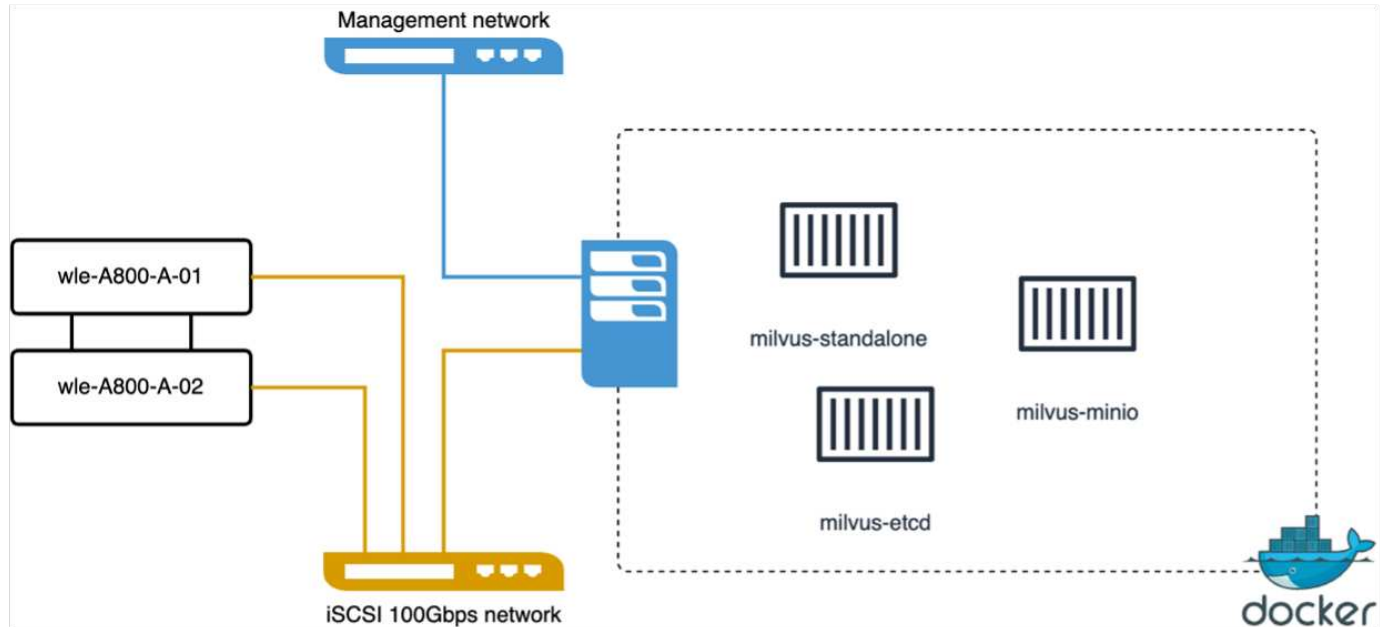 Management network
wle-A800-A-01
wle-A800-A-02
milvus-standalone
milvus-minio
milvus-etcd
iSCSI 100Gbps network
docker